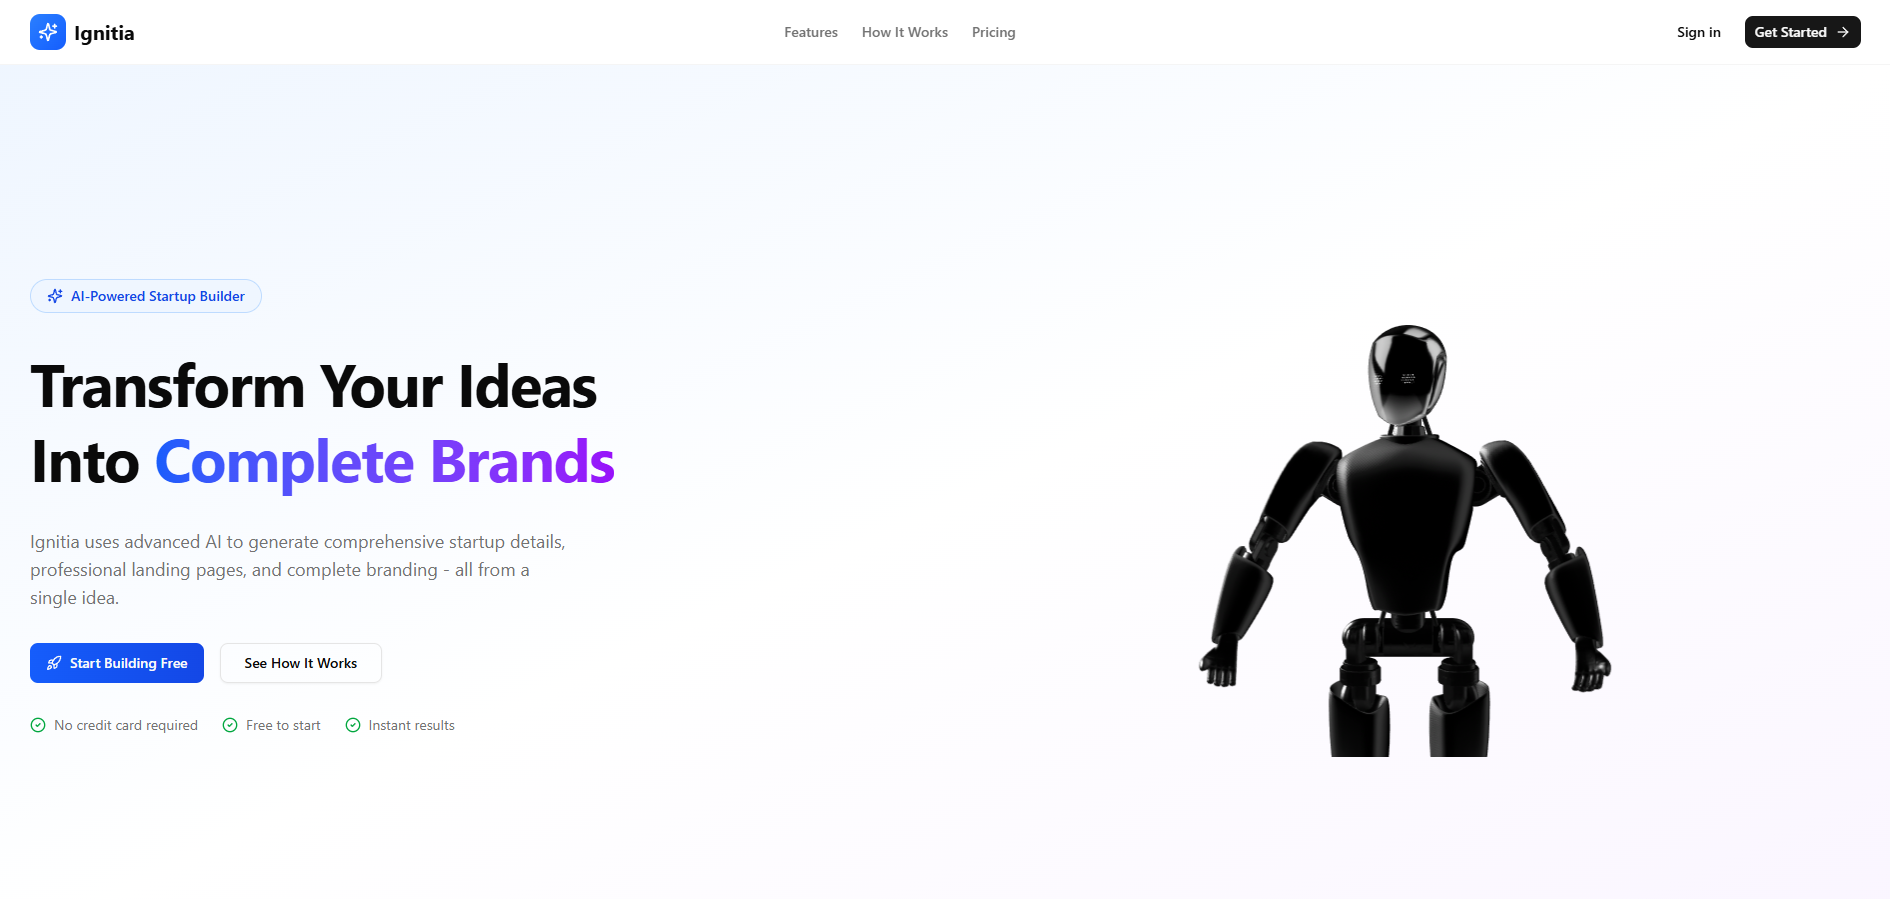 Ignitia
Features
How It Works
Pricing
Sign in
Get Started
AI-Powered Startup Builder
Transform Your Ideas
Into Complete Brands
Ignitia uses advanced AI to generate comprehensive startup details,
professional landing pages, and complete branding - all from a
single idea.
Start Building Free
See How It Works
No credit card required
Free to start
Instant results